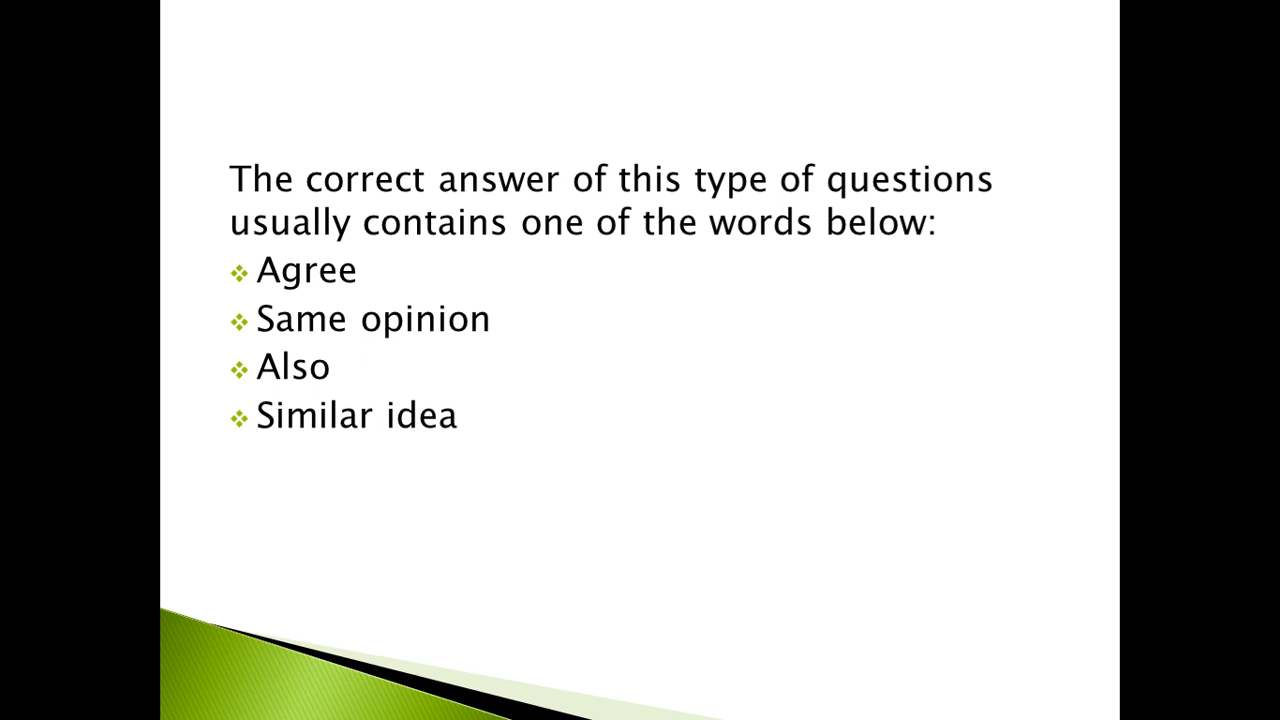 The correct answer of this type of questions
usually contains one of the words below:
Agree
Same opinion
Also
Similar idea